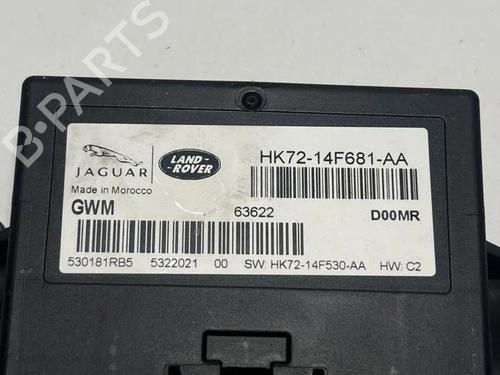 B-PARTS
JAGUAR
LAND-
ROVER
HK72-14F681-AA
Made in Morocco
GWM 63622 D00MR
530181RB5 5322021 00 SW: HK72-14F530-AA HW: C2